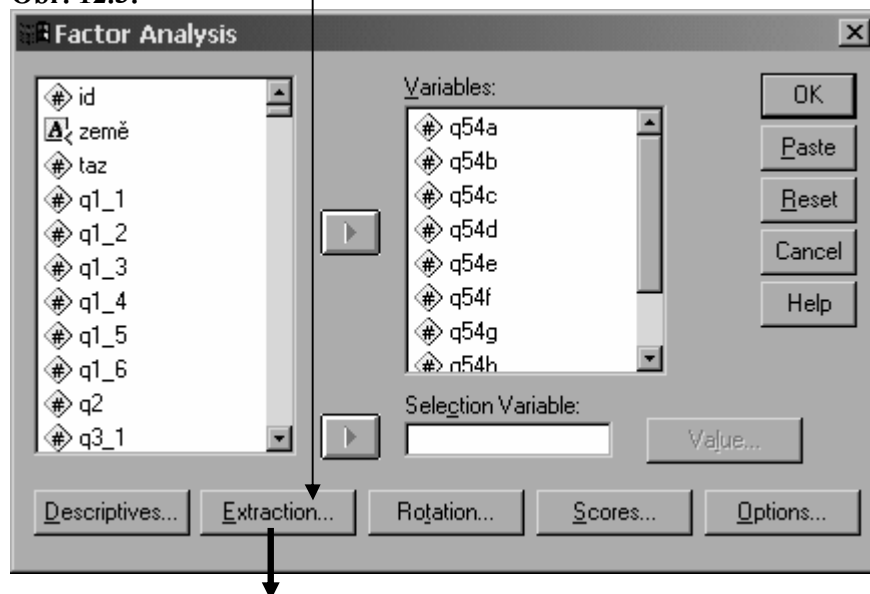 Obr. 12.3:
Factor Analysis
id
země
taz
q1_1
q1_2
q1_3
q1_4
q1_5
q1_6
q2
q3_1
Variables:
q54a
q54b
q54c
q54d
q54e
q54f
q54g
q54h
Selection Variable:
Value...
OK
Paste
Reset
Cancel
Help
Descriptives...
Extraction...
Rotation...
Scores...
Options...